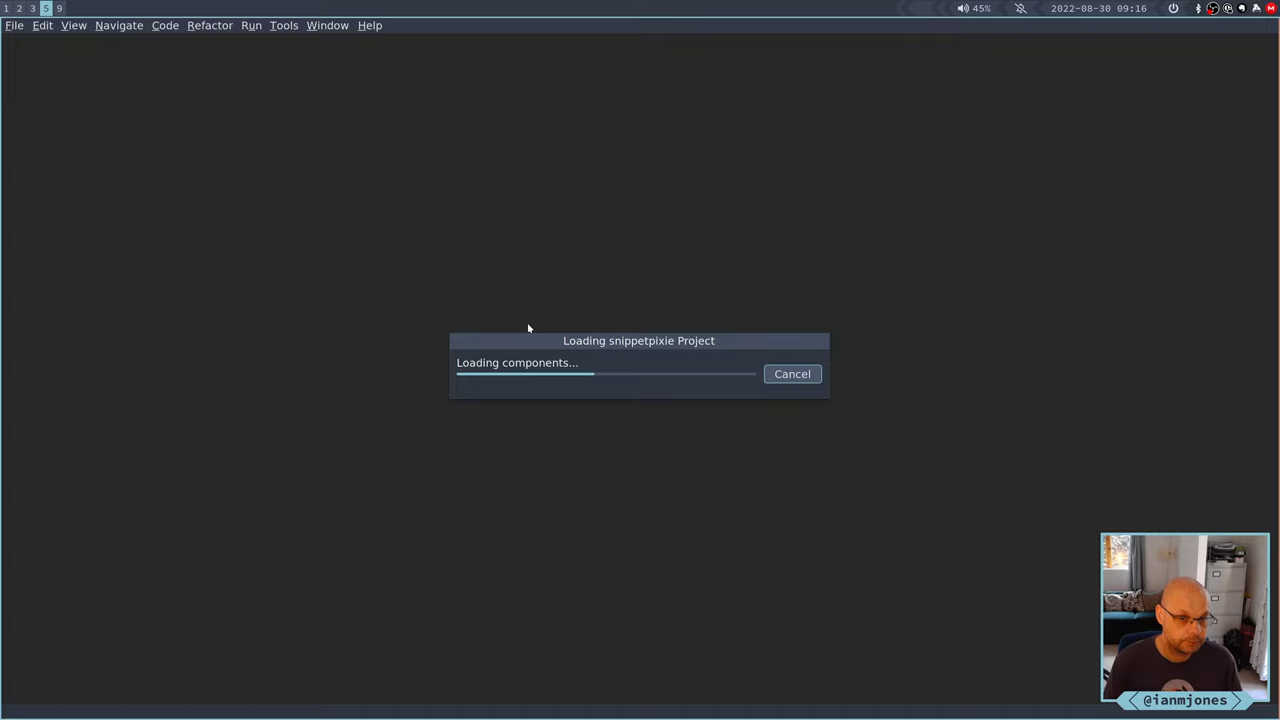 1 2 3 5 9
45%
2022-08-30 09:16
File Edit View Navigate Code Refactor Run Tools Window Help
Loading snippetpixie Project
Loading components...
Cancel
@ianmjones